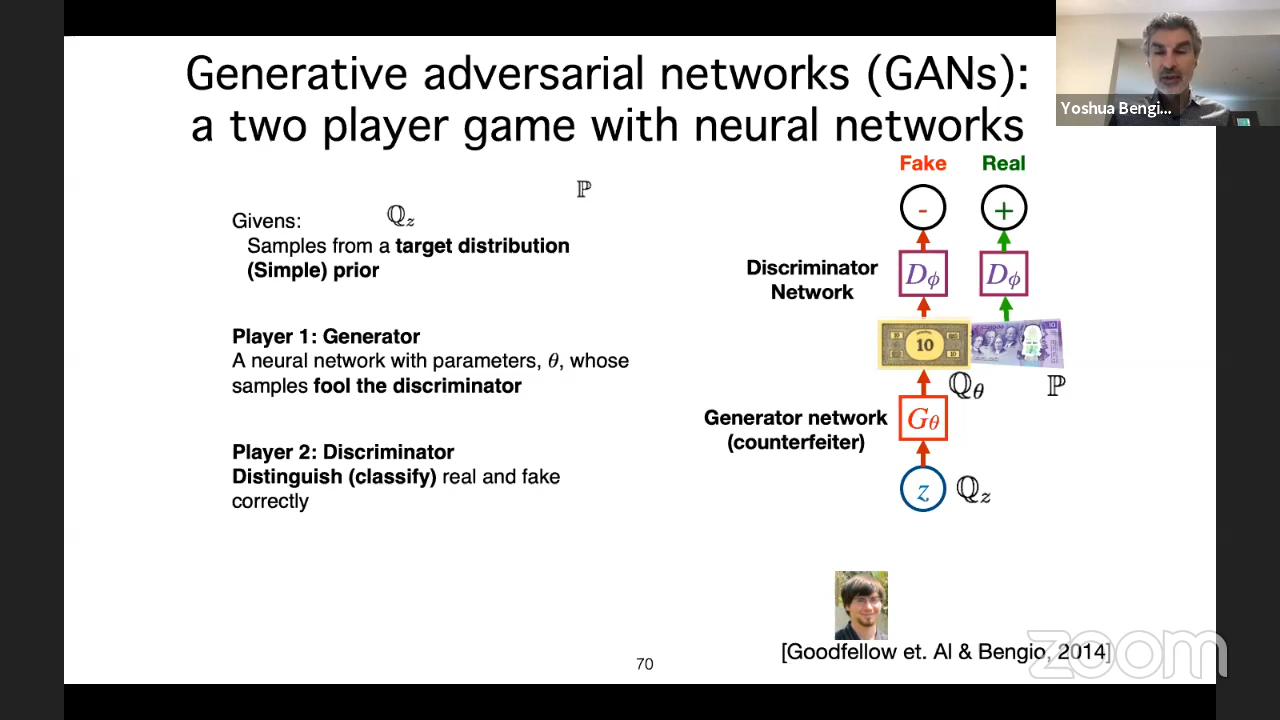 Generative adversarial networks (GANs):
a two player game with neural networks
Yoshua Bengi...
Fake Real
ℙ
Givens: ℚz
Samples from a target distribution
(Simple) prior
- +
Discriminator
Network
Dϕ Dϕ
Player 1: Generator
A neural network with parameters, θ, whose
samples fool the discriminator
10
10
ℚθ ℙ
Generator network
(counterfeiter)
Gθ
Player 2: Discriminator
Distinguish (classify) real and fake
correctly
z ℚz
[Goodfellow et. Al & Bengio, 2014]
70
zoom